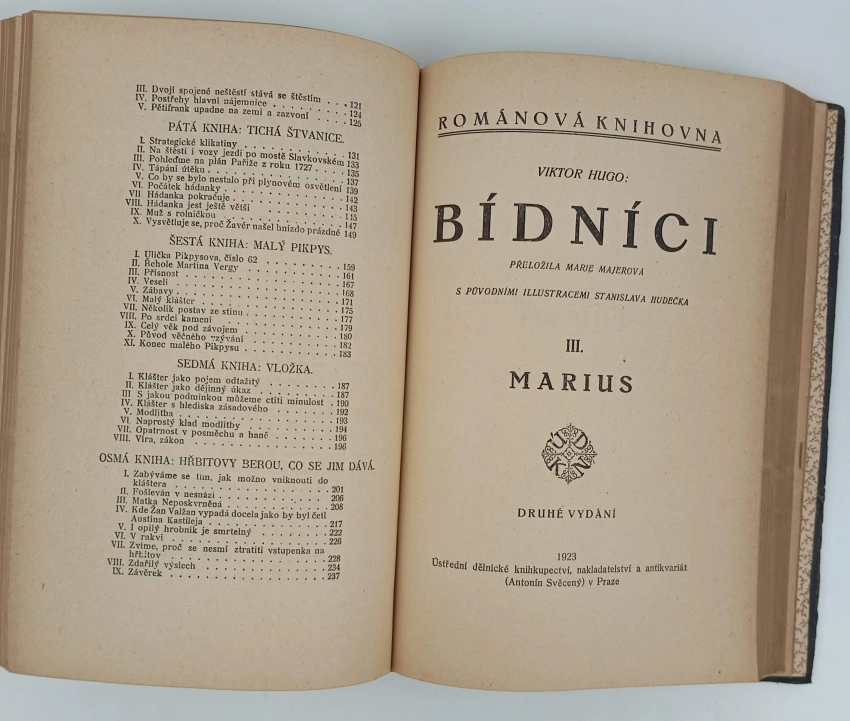 III. Dvojí spojené neštěstí stává se štěstím . . . 121
IV. Postřehy hlavní nájemnice . . . . . . . . 124
V. Pětifrank upadne na zemi a zazvoní . . . . . 125
PÁTÁ KNIHA: TICHÁ ŠTVANICE.
I. Strategické klikatiny . . . . . . . . . . 131
II. Na štěstí i vozy jezdí po mostě Slavkovském 133
III. Pohleďme na plán Paříže z roku 1727 . . . . 135
IV. Tápání útěku . . . . . . . . . . . . 137
V. Co by se bylo nestalo při plynovém osvětlení 139
VI. Počátek hádanky . . . . . . . . . . . 142
VII. Hádanka pokračuje . . . . . . . . . . 143
VIII. Hádanka jest ještě větší . . . . . . . . 145
IX. Muž s rolničkou . . . . . . . . . . . 147
X. Vysvětluje se, proč Žavér našel hnízdo prázdné 149
ŠESTÁ KNIHA: MALÝ PIKPYS.
I. Ulička Pikpysova, číslo 62 . . . . . . . . 159
II. Řehole Martina Vergy . . . . . . . . . 161
III. Přísnost . . . . . . . . . . . . . . 167
IV. Veselí . . . . . . . . . . . . . . . 168
V. Zábavy . . . . . . . . . . . . . . 171
VI. Malý klášter . . . . . . . . . . . . 175
VII. Několik postav ze stínu . . . . . . . . 177
VIII. Po srdci kamení . . . . . . . . . . . 179
IX. Celý věk pod závojem . . . . . . . . . 180
X. Původ věčného vzývání . . . . . . . . 182
XI. Konec malého Pikpysu . . . . . . . . . 183
SEDMÁ KNIHA: VLOŽKA.
I. Klášter jako pojem odtažitý . . . . . . . 187
II. Klášter jako dějinný úkaz . . . . . . . . 187
III S jakou podmínkou můžeme ctíti minulost . 190
IV. Klášter s hlediska zásadového . . . . . . 192
V. Modlitba . . . . . . . . . . . . . . 193
VI. Naprostý klad modlitby . . . . . . . . 194
VII. Opatrnost v posměchu a haně . . . . . . 196
VIII. Víra, zákon . . . . . . . . . . . . . 196
OSMÁ KNIHA: HŘBITOVY BEROU, CO SE JIM DÁVÁ.
I. Zabýváme se tím, jak možno vniknouti do
kláštera . . . . . . . . . . . . . . 201
II. Fošleván v nesnázi . . . . . . . . . . 206
III. Matka Neposkvrněná . . . . . . . . . . 208
IV. Kde Žan Valžan vypadá docela jako by byl četl
Austina Kastileja . . . . . . . . . . . 217
V. I opilý hrobník je smrtelný . . . . . . . 222
VI. V rakvi . . . . . . . . . . . . . . 226
VII. Zvíme, proč se nesmí ztratiti vstupenka na
hřbitov . . . . . . . . . . . . . . 228
VIII. Zdařilý výslech . . . . . . . . . . . 234
IX. Závěrek . . . . . . . . . . . . . . 237
ROMÁNOVÁ KNIHOVNA
VIKTOR HUGO:
BÍDNÍCI
PŘELOŽILA MARIE MAJEROVÁ
S PŮVODNÍMI ILLUSTRACEMI STANISLAVA HUDEČKA
III.
MARIUS
ÚDKN
DRUHÉ VYDÁNÍ
1923
Ústřední dělnické knihkupectví, nakladatelství a antikvariát
(Antonín Svěcený) v Praze